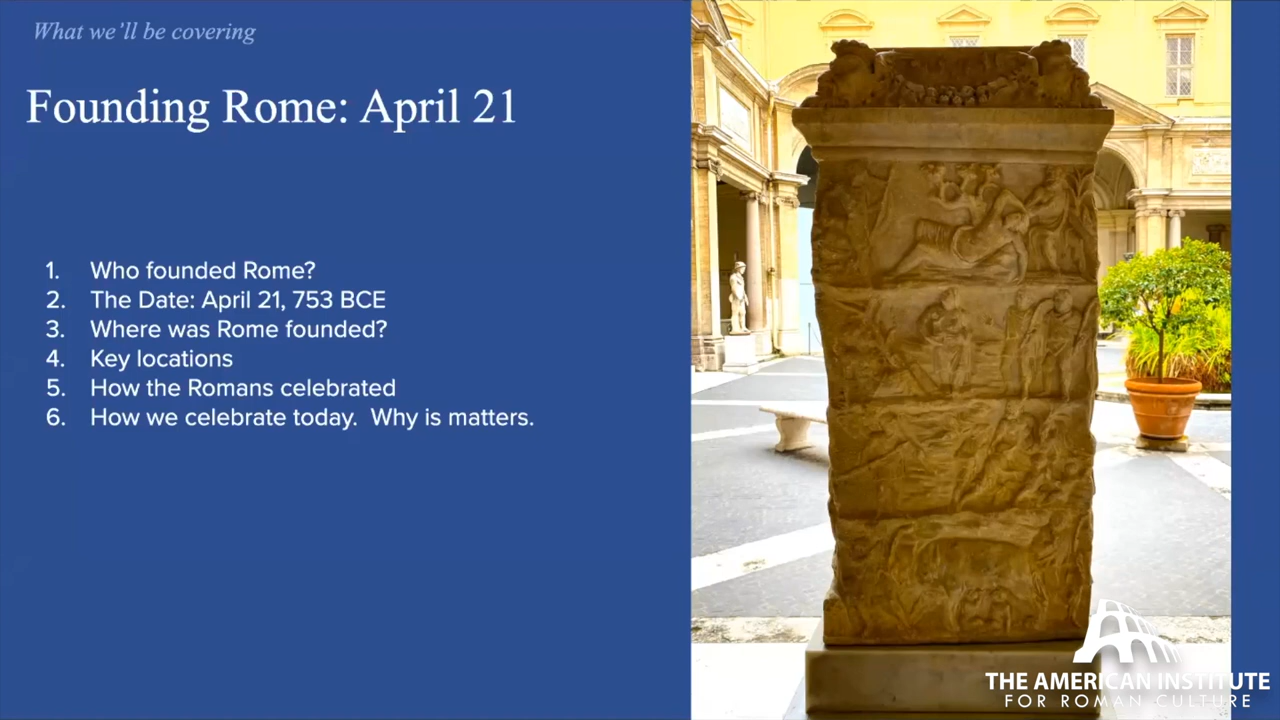 What we'll be covering
Founding Rome: April 21
1. Who founded Rome?
2. The Date: April 21, 753 BCE
3. Where was Rome founded?
4. Key locations
5. How the Romans celebrated
6. How we celebrate today.  Why is matters.
THE AMERICAN INSTITUTE
FOR ROMAN CULTURE